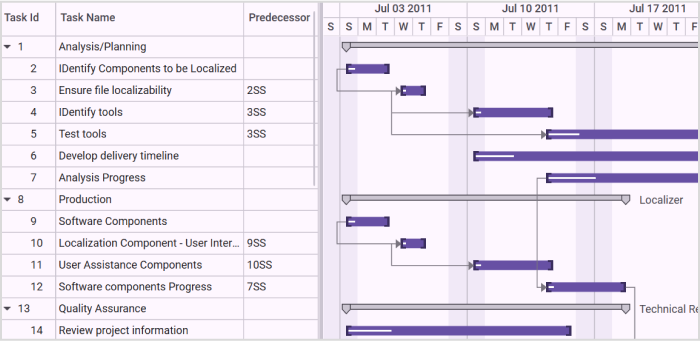 Task Id Task Name Predecessor Jul 03 2011 Jul 10 2011 Jul 17 2011
S S M T W T F S S M T W T F S S M T W T F
1 Analysis/Planning
2 IDentify Components to be Localized
3 Ensure file localizability 2SS
4 IDentify tools 3SS
5 Test tools 3SS
6 Develop delivery timeline
7 Analysis Progress
8 Production Localizer
9 Software Components
10 Localization Component - User Inter... 9SS
11 User Assistance Components 10SS
12 Software components Progress 7SS
13 Quality Assurance Technical Re
14 Review project information